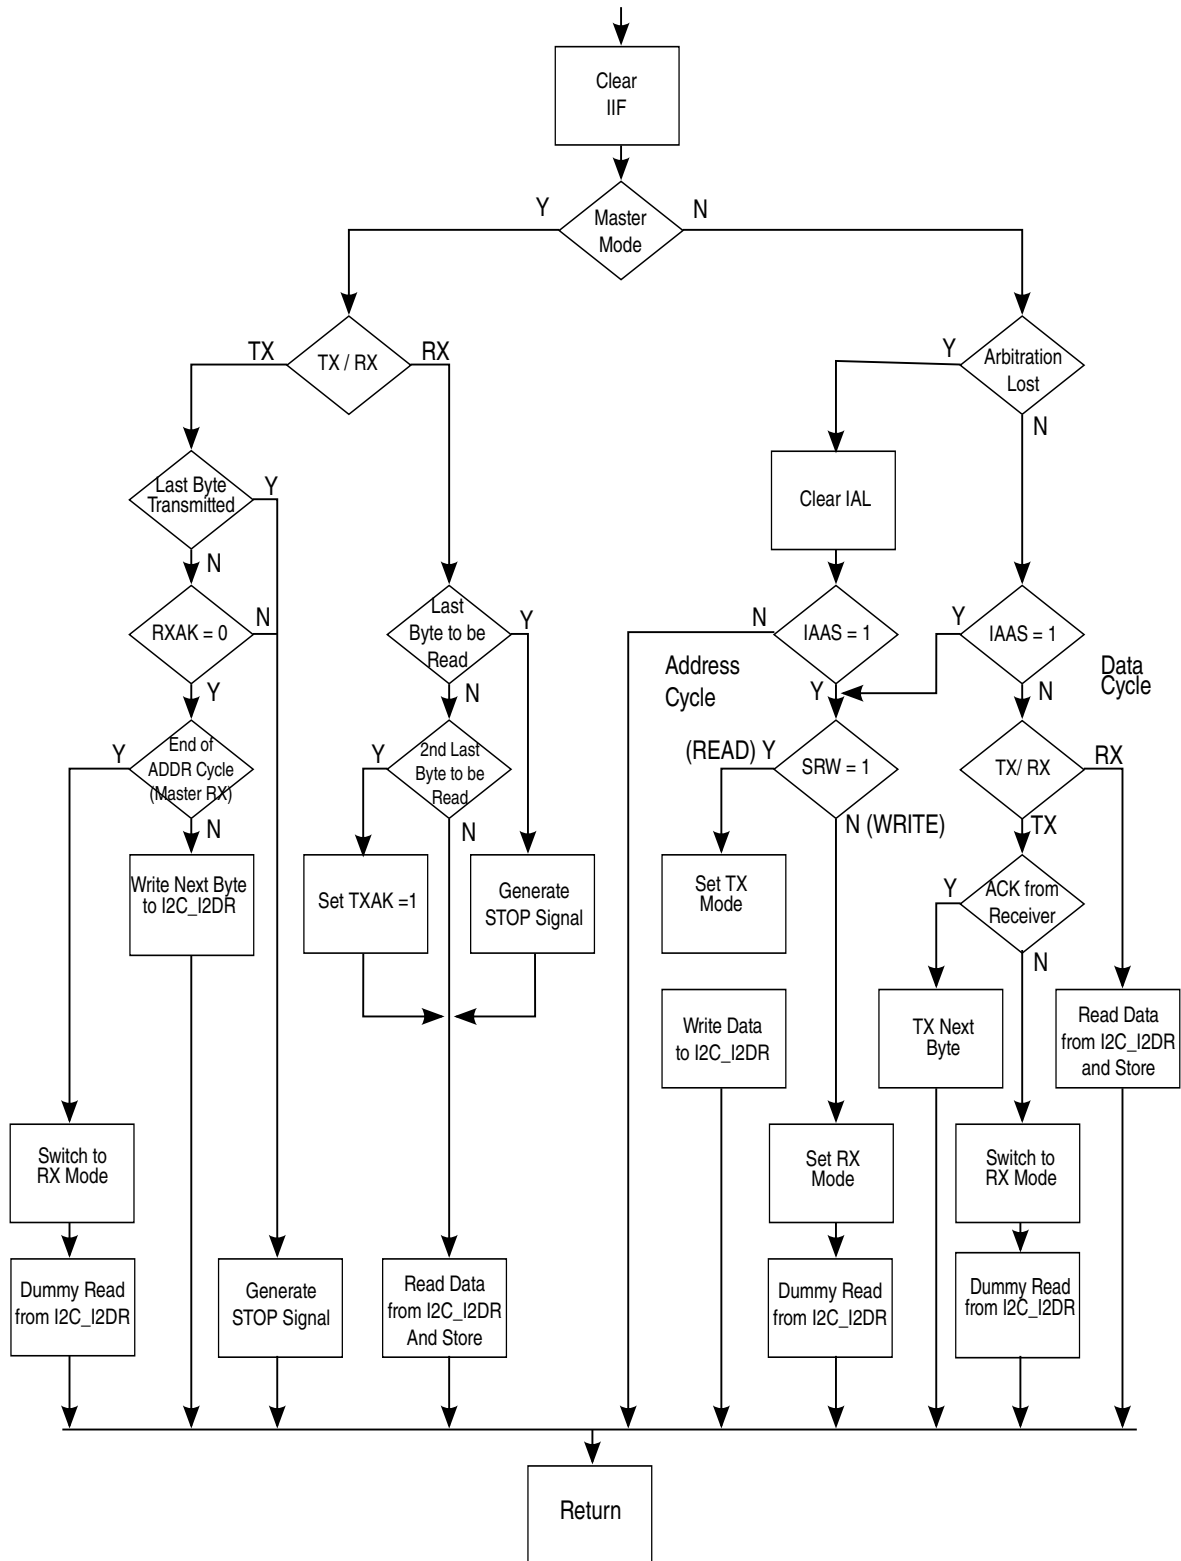 Clear
IIF
Y
Master
Mode
N
TX
TX / RX
RX
Y
Arbitration
Lost
N
Last Byte
Transmitted
Y
N
Clear IAL
RXAK = 0
N
Y
Last
Byte to be
Read
Y
N
N
IAAS = 1
Y
Y
IAAS = 1
N
Address
Cycle
Data
Cycle
Y
End of
ADDR Cycle
(Master RX)
N
Y
2nd Last
Byte to be
Read
N
(READ) Y
SRW = 1
N (WRITE)
TX/ RX
RX
TX
Write Next Byte
to I2C_I2DR
Set TXAK =1
Generate
STOP Signal
Set TX
Mode
Y
ACK from
Receiver
N
Write Data
to I2C_I2DR
TX Next
Byte
Read Data
from I2C_I2DR
and Store
Switch to
RX Mode
Set RX
Mode
Switch to
RX Mode
Dummy Read
from I2C_I2DR
Generate
STOP Signal
Read Data
from I2C_I2DR
And Store
Dummy Read
from I2C_I2DR
Dummy Read
from I2C_I2DR
Return